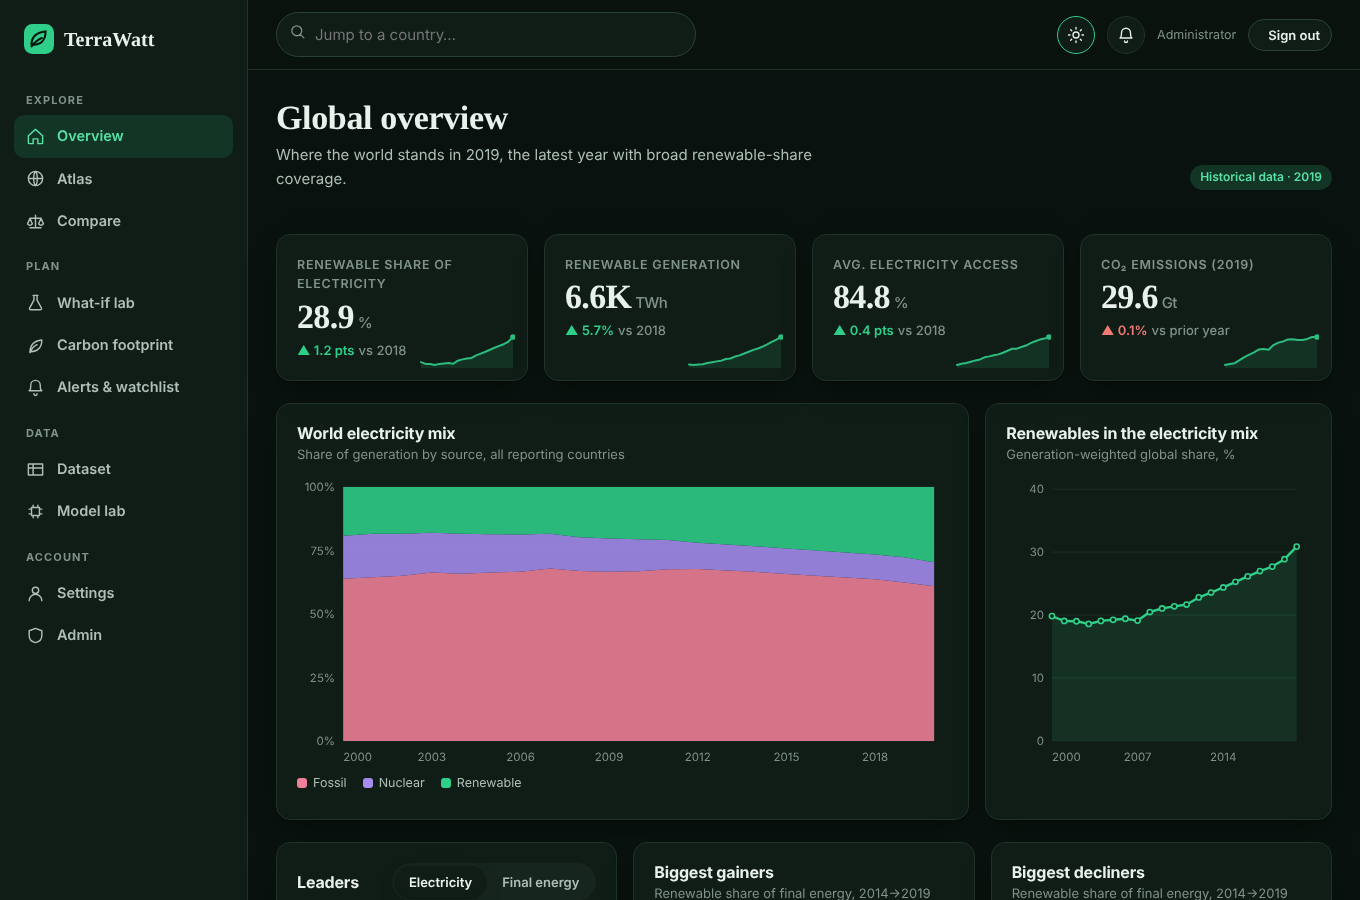 TerraWatt
Jump to a country...
Administrator
Sign out
EXPLORE
Overview
Atlas
Compare
PLAN
What-if lab
Carbon footprint
Alerts & watchlist
DATA
Dataset
Model lab
ACCOUNT
Settings
Admin
Global overview
Where the world stands in 2019, the latest year with broad renewable-share
coverage.
Historical data · 2019
RENEWABLE SHARE OF
ELECTRICITY
28.9 %
▲ 1.2 pts vs 2018
RENEWABLE GENERATION
6.6K TWh
▲ 5.7% vs 2018
AVG. ELECTRICITY ACCESS
84.8 %
▲ 0.4 pts vs 2018
CO₂ EMISSIONS (2019)
29.6 Gt
▲ 0.1% vs prior year
World electricity mix
Share of generation by source, all reporting countries
100%
75%
50%
25%
0%
2000 2003 2006 2009 2012 2015 2018
Fossil Nuclear Renewable
Renewables in the electricity mix
Generation-weighted global share, %
40
30
20
10
0
2000 2007 2014
Leaders
Electricity Final energy
Biggest gainers
Renewable share of final energy, 2014→2019
Biggest decliners
Renewable share of final energy, 2014→2019